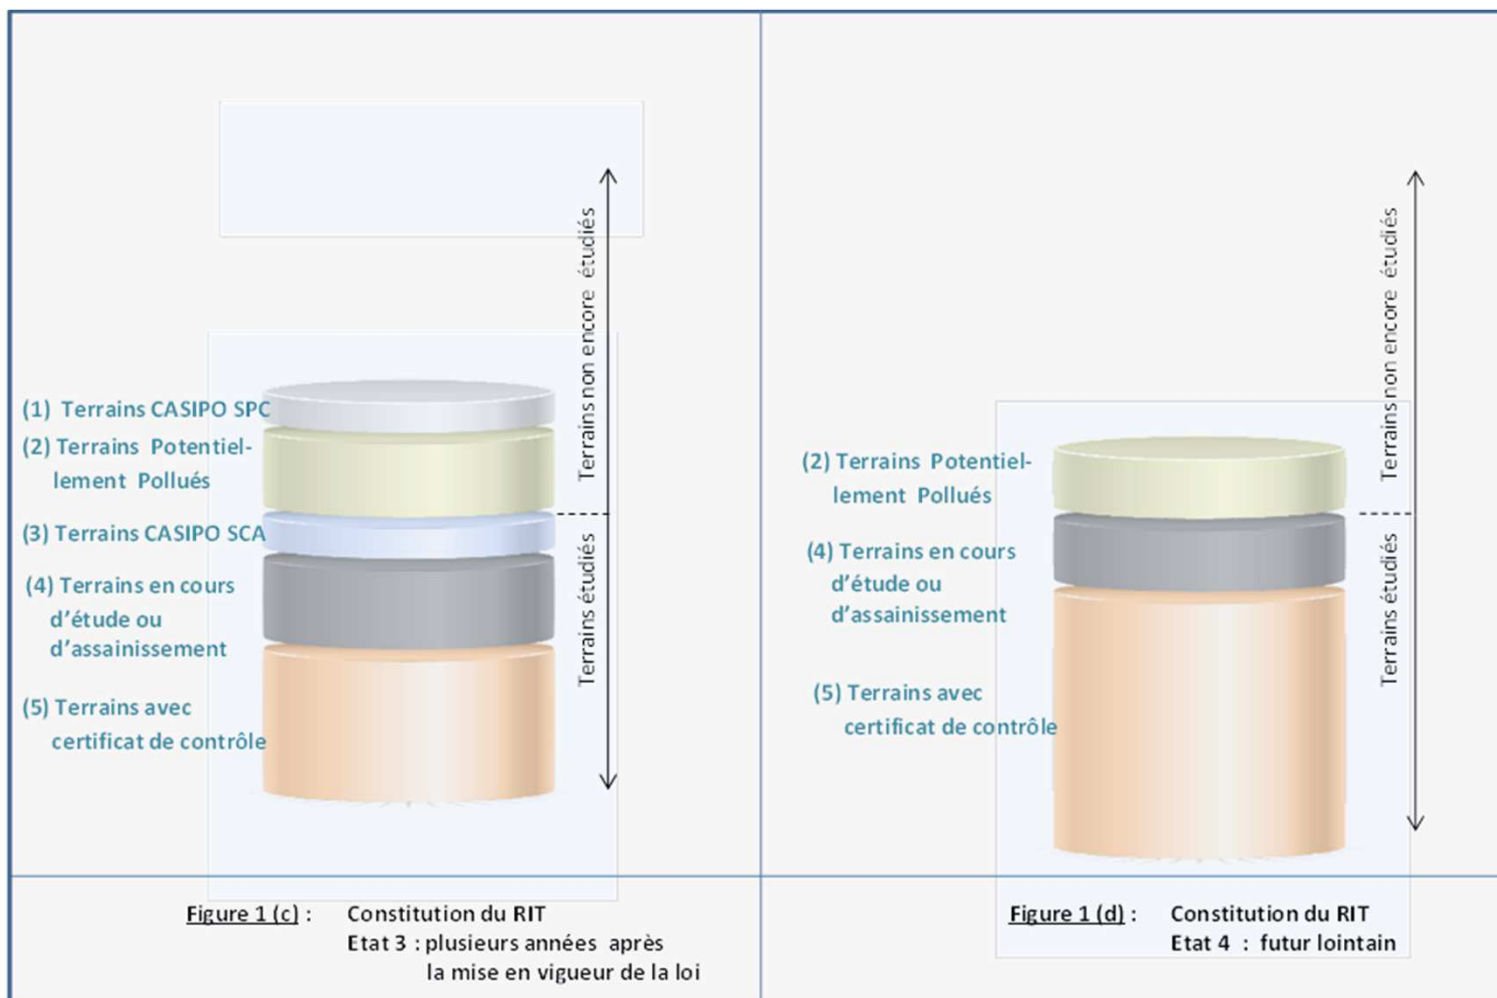 (1) Terrains CASIPO SPC
(2) Terrains Potentiel-
lement Pollués
(3) Terrains CASIPO SCA
(4) Terrains en cours
d’étude ou
d’assainissement
(5) Terrains avec
certificat de contrôle
Terrains non encore étudiés
Terrains étudiés
Figure 1 (c) : Constitution du RIT
Etat 3 : plusieurs années après
la mise en vigueur de la loi
(2) Terrains Potentiel-
lement Pollués
(4) Terrains en cours
d’étude ou
d’assainissement
(5) Terrains avec
certificat de contrôle
Terrains non encore étudiés
Terrains étudiés
Figure 1 (d) : Constitution du RIT
Etat 4 : futur lointain